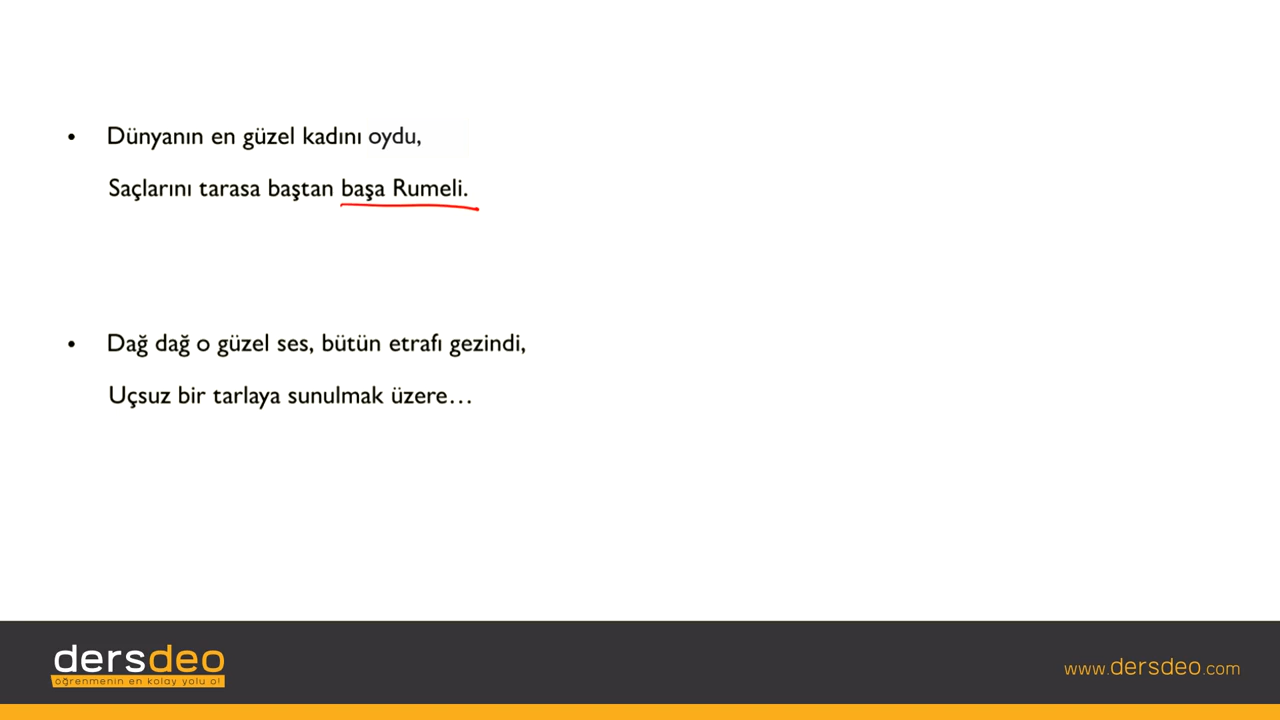 • Dünyanın en güzel kadını oydu,
Saçlarını tarasa baştan başa Rumeli.
• Dağ dağ o güzel ses, bütün etrafı gezindi,
Uçsuz bir tarlaya sunulmak üzere…
dersdeo
öğrenmenin en kolay yolu o!
www.dersdeo.com